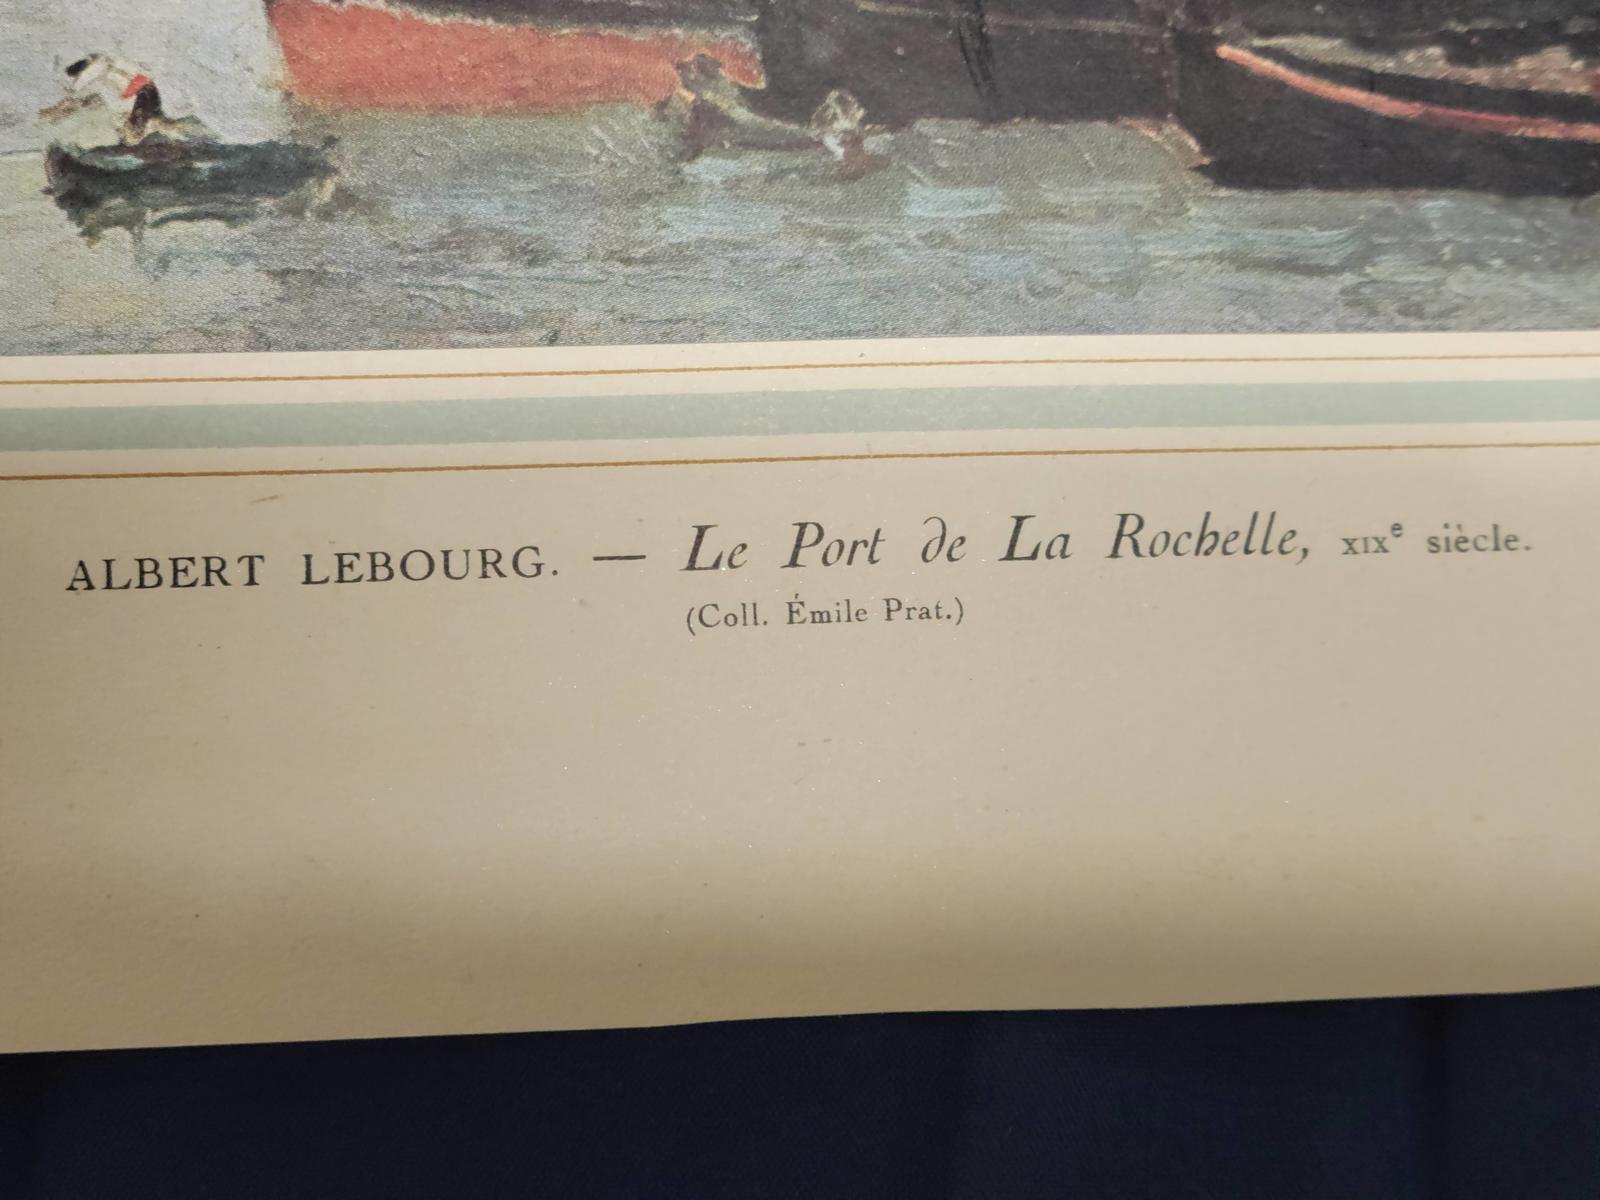 ALBERT LEBOURG. — Le Port de La Rochelle, XIXe siècle.
(Coll. Émile Prat.)